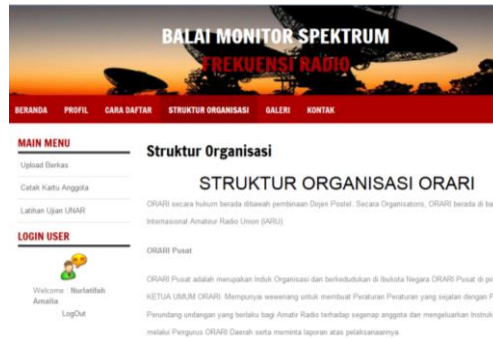 BALAI MONITOR SPEKTRUM
FREKUENSI RADIO
BERANDA PROFIL CARA DAFTAR STRUKTUR ORGANISASI GALERI KONTAK
MAIN MENU
Upload Berkas
Cetak Kartu Anggota
Latihan Ujian UNAR
LOGIN USER
Welcome : Nurlatifah
Amalia
LogOut
Struktur Organisasi
STRUKTUR ORGANISASI ORARI
ORARI secara hukum berada dibawah pembinaan Dirjen Postel. Secara Organisatoris, ORARI berada di
Internasional Amateur Radio Union (IARU).
ORARI Pusat
ORARI Pusat adalah merupakan Induk Organisasi dan berkedudukan di Ibukota Negara ORARI Pusat di
KETUA UMUM ORARI. Mempunyai wewenang untuk membuat Peraturan Peraturan yang sejalan dengan
Perundang undangan yang berlaku bagi Amatir Radio terhadap segenap anggota dan mengeluarkan
melalui Pengurus ORARI Daerah serta meminta laporan atas pelaksanaannya.